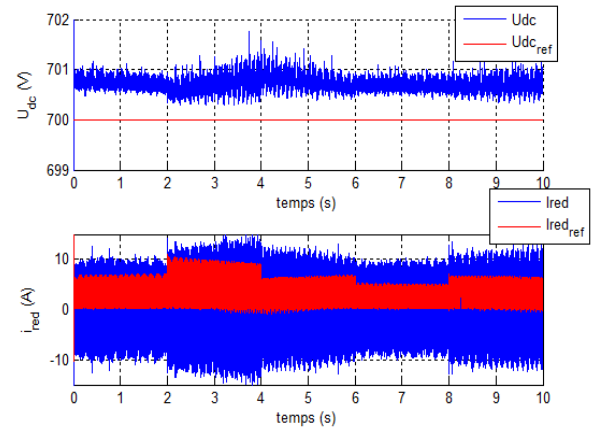 702
701
700
699
U_dc (V)
Udc
Udc_ref
0 1 2 3 4 5 6 7 8 9 10
temps (s)
10
0
-10
i_red (A)
Ired
Ired_ref
0 1 2 3 4 5 6 7 8 9 10
temps (s)